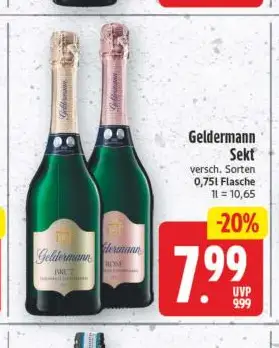 Geldermann
Sekt
versch. Sorten
0,75l Flasche
1l = 10,65
-20%
7.99
UVP
9.99
Geldermann
BRUT
Geldermann
ROSÉ